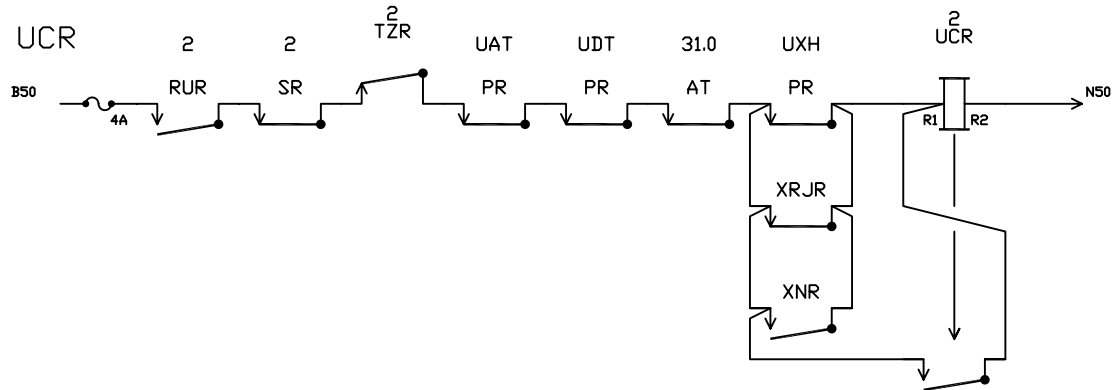 UCR
B50
4A
2
RUR
2
SR
2
TZR
UAT
PR
UDT
PR
31.0
AT
UXH
PR
XRJR
XNR
2
UCR
R1
R2
N50